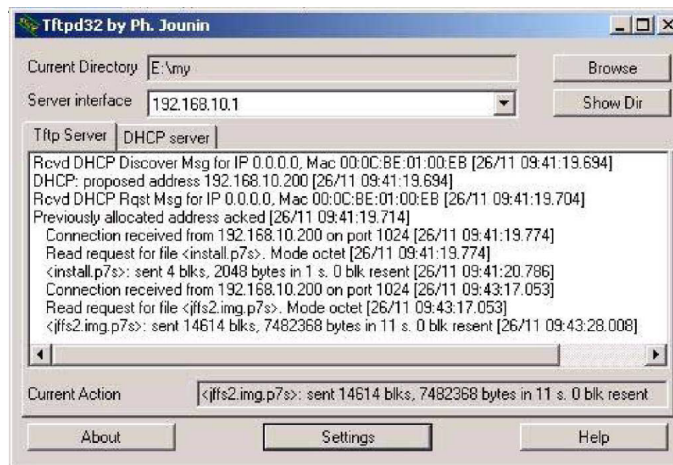 Tftpd32 by Ph. Jounin
Current Directory E:\my Browse
Server interface 192.168.10.1 Show Dir
Tftp Server DHCP server
Rcvd DHCP Discover Msg for IP 0.0.0.0, Mac 00:0C:BE:01:00:EB [26/11 09:41:19.694]
DHCP: proposed address 192.168.10.200 [26/11 09:41:19.694]
Rcvd DHCP Rqst Msg for IP 0.0.0.0, Mac 00:0C:BE:01:00:EB [26/11 09:41:19.704]
Previously allocated address acked [26/11 09:41:19.714]
Connection received from 192.168.10.200 on port 1024 [26/11 09:41:19.774]
Read request for file <install.p7s>. Mode octet [26/11 09:41:19.774]
<install.p7s>: sent 4 blks, 2048 bytes in 1 s. 0 blk resent [26/11 09:41:20.786]
Connection received from 192.168.10.200 on port 1024 [26/11 09:43:17.053]
Read request for file <jffs2.img.p7s>. Mode octet [26/11 09:43:17.053]
<jffs2.img.p7s>: sent 14614 blks, 7482368 bytes in 11 s. 0 blk resent [26/11 09:43:28.008]
Current Action <jffs2.img.p7s>: sent 14614 blks, 7482368 bytes in 11 s. 0 blk resent
About Settings Help